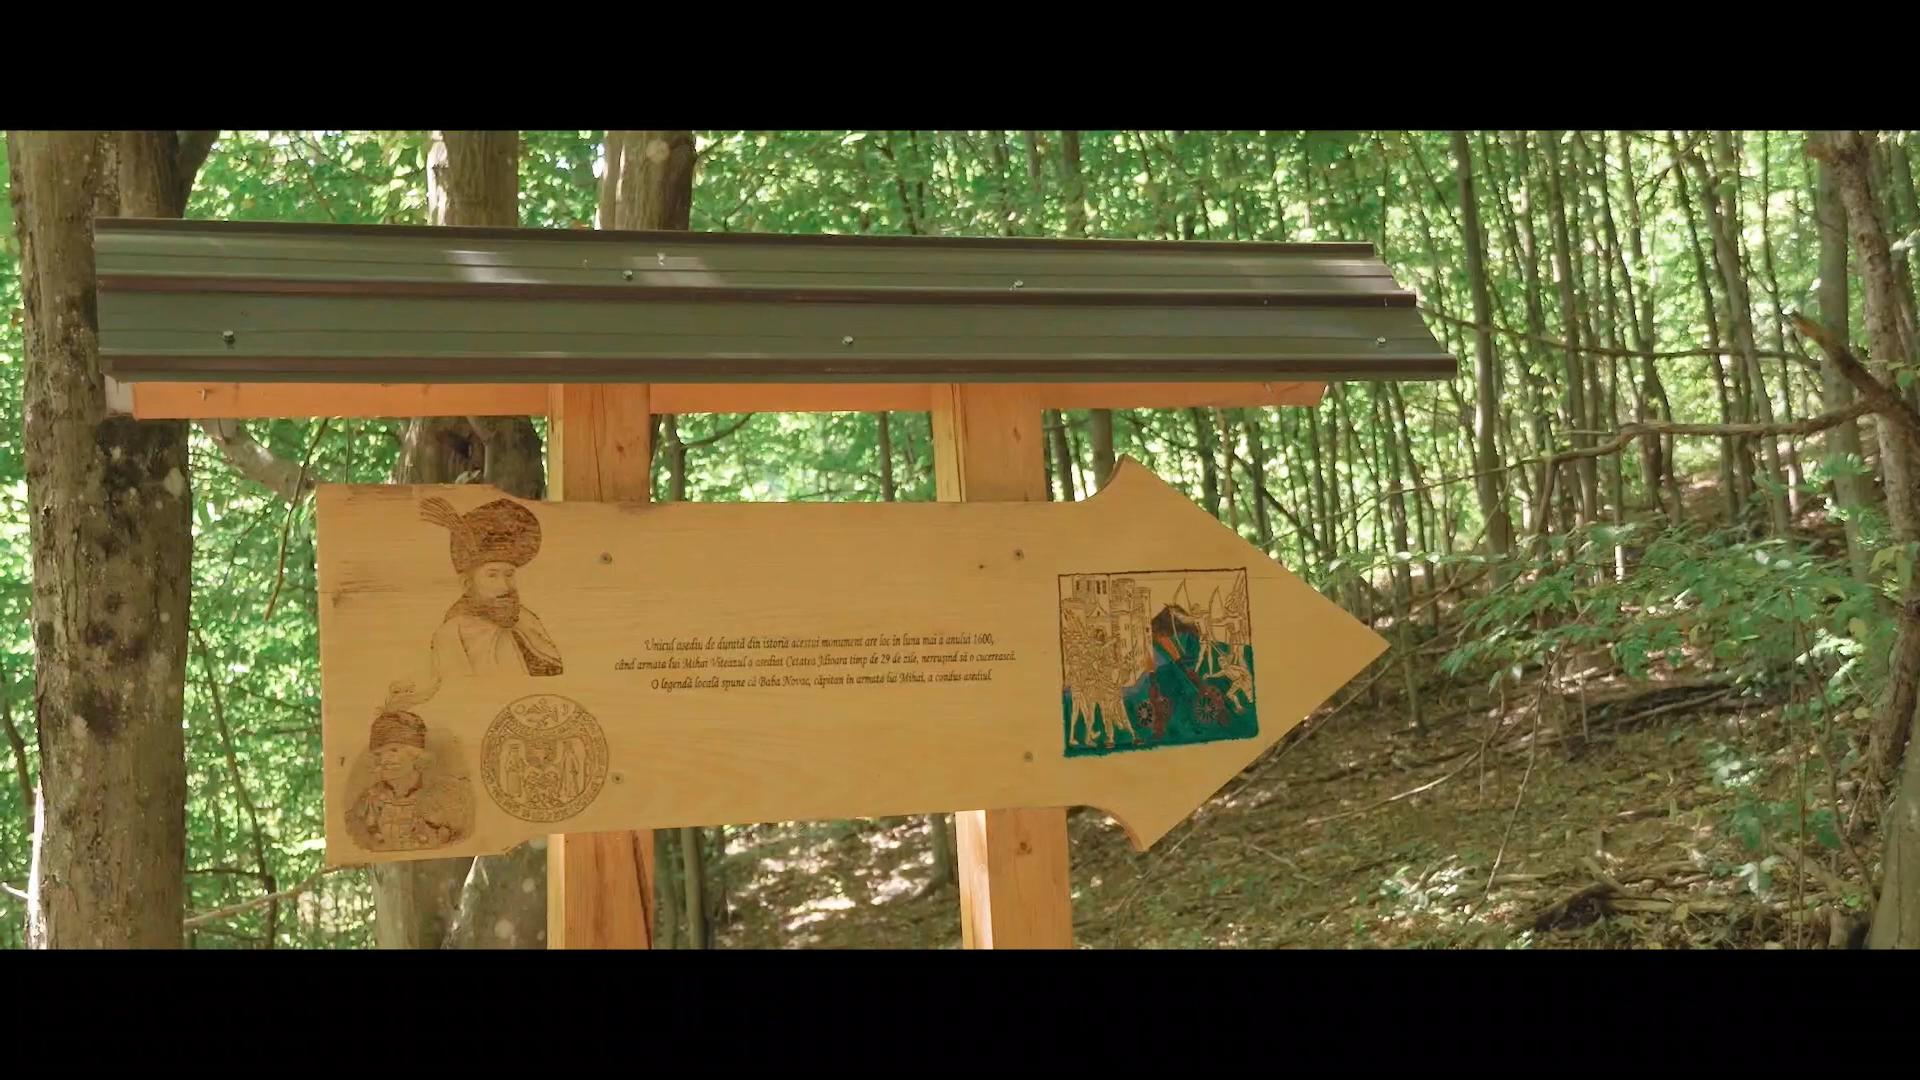 Unicul asediu de durată din istoria acestui monument are loc în luna mai a anului 1600,
când armata lui Mihai Viteazul a asediat Cetatea Jdioara timp de 29 de zile, nereușind să o cucerească.
O legendă locală spune că Baba Novac, căpitan în armata lui Mihai, a condus asediul.